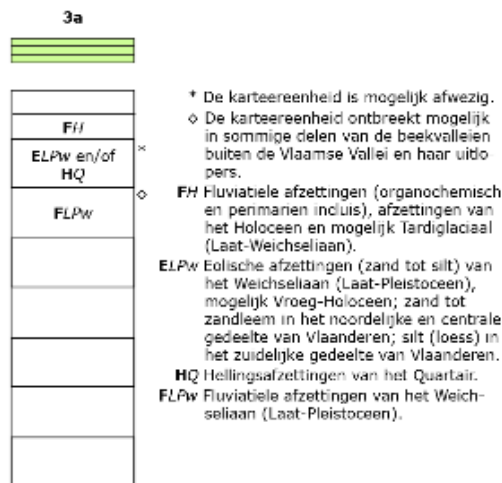 3a
FH
ELPw en/of
HQ
*
FLPw
◇
* De karteereenheid is mogelijk afwezig.
◇ De karteereenheid ontbreekt mogelijk
in sommige delen van de beekvalleien
buiten de Vlaamse Vallei en haar uitlo-
pers.
FH Fluviatiele afzettingen (organochemisch
en perimarien incluis), afzettingen van
het Holoceen en mogelijk Tardiglaciaal
(Laat-Weichseliaan).
ELPw Eolische afzettingen (zand tot silt) van
het Weichseliaan (Laat-Pleistoceen),
mogelijk Vroeg-Holoceen; zand tot
zandleem in het noordelijke en centrale
gedeelte van Vlaanderen; silt (loess) in
het zuidelijke gedeelte van Vlaanderen.
HQ Hellingsafzettingen van het Quartair.
FLPw Fluviatiele afzettingen van het Weich-
seliaan (Laat-Pleistoceen).